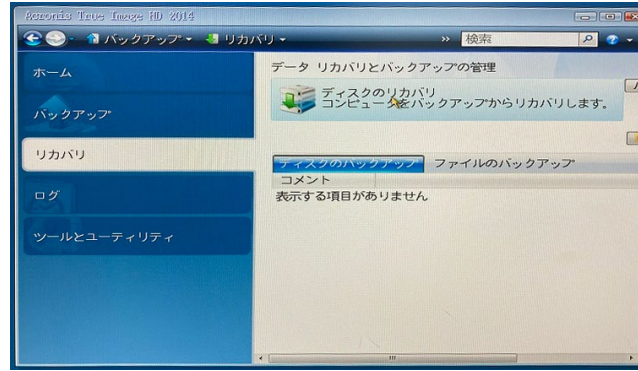 Acronis True Image HD 2014
バックアップ リカバリ » 検索
ホーム
バックアップ
リカバリ
ログ
ツールとユーティリティ
データ リカバリとバックアップの管理
ディスクのリカバリ
コンピュータをバックアップからリカバリします。
ディスクのバックアップ ファイルのバックアップ
コメント
表示する項目がありません